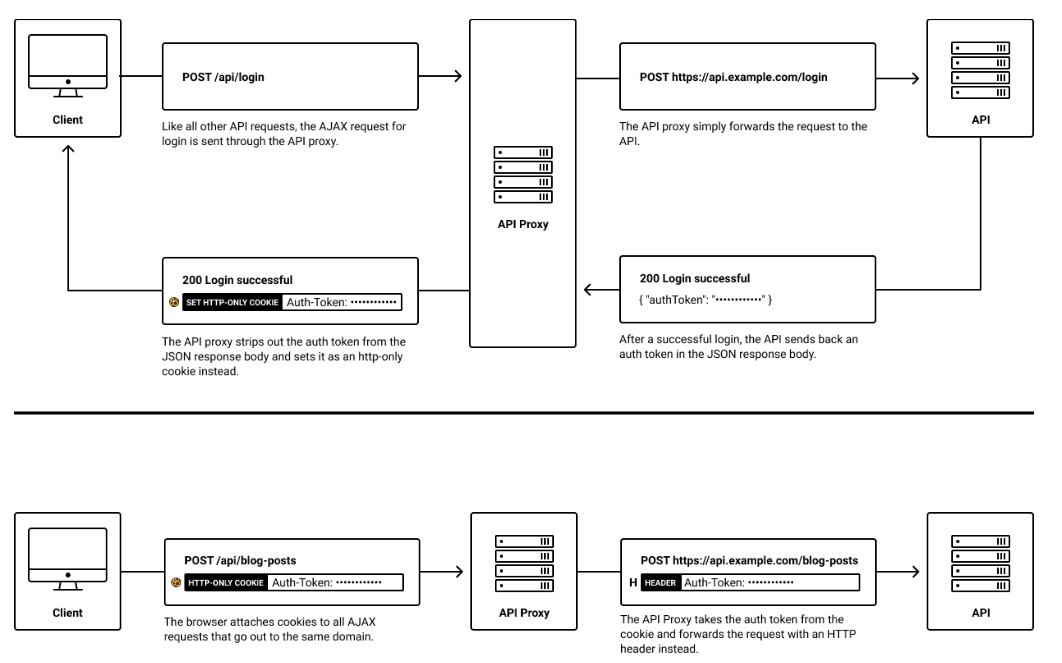 POST /api/login
POST https://api.example.com/login
Client
API
Like all other API requests, the AJAX request for
login is sent through the API proxy.
The API proxy simply forwards the request to the
API.
API Proxy
200 Login successful
SET HTTP-ONLY COOKIE Auth-Token: ••••••••••••
The API proxy strips out the auth token from the
JSON response body and sets it as an http-only
cookie instead.
200 Login successful
{ "authToken": "••••••••••••" }
After a successful login, the API sends back an
auth token in the JSON response body.
Client
POST /api/blog-posts
HTTP-ONLY COOKIE Auth-Token: ••••••••••••
The browser attaches cookies to all AJAX
requests that go out to the same domain.
API Proxy
POST https://api.example.com/blog-posts
H HEADER Auth-Token: ••••••••••••
The API Proxy takes the auth token from the
cookie and forwards the request with an HTTP
header instead.
API